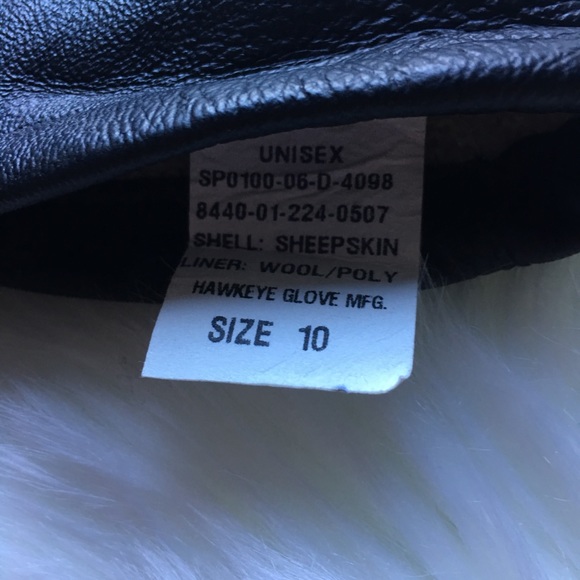 UNISEX
SP0100-06-D-4098
8440-01-224-0507
SHELL: SHEEPSKIN
LINER: WOOL/POLY
HAWKEYE GLOVE MFG.
SIZE 10